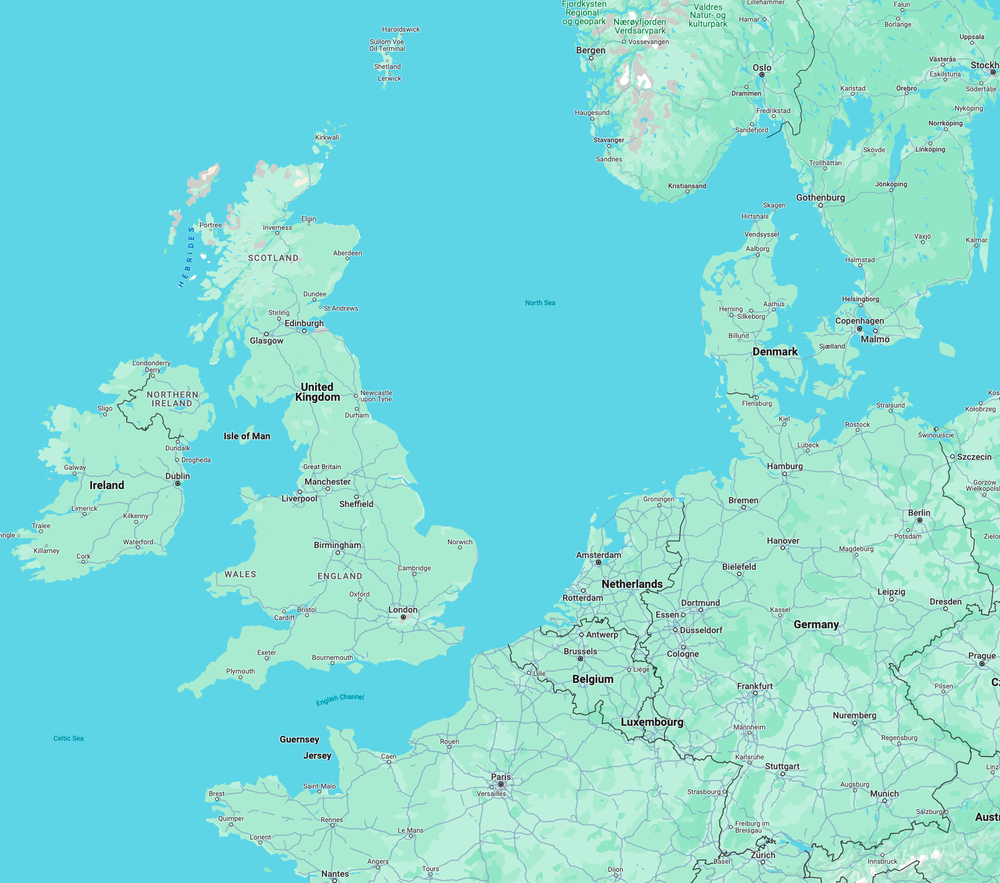 Fjordkysten
Regional-
og geopark
Nærøyfjorden
Verdsarvpark
Valdres
Natur- og
kulturpark
Lillehammer
Hamar
Falun
Borlänge
Uppsala
Haroldswick
Sullom Voe
Oil Terminal
Shetland
Lerwick
Bergen
Vossevangen
Oslo
Drammen
Västerås
Stockh
Eskilstuna
Karlstad
Örebro
Södertälje
Haugesund
Fredrikstad
Sandefjord
Nyköping
Norrköping
Kirkwall
Stavanger
Sandnes
Skövde
Linköping
Trollhättan
Kristiansand
Jönköping
Gothenburg
Skagen
Hirtshals
Vendsyssel
Aalborg
Växjö
Kalmar
Halmstad
Portree
Inverness
Elgin
HEBRIDES
SCOTLAND
Aberdeen
Dundee
St Andrews
Stirling
Edinburgh
Glasgow
North Sea
Herning
Silkeborg
Aarhus
Helsingborg
Copenhagen
Malmö
Billund
Sjælland
Denmark
Londonderry
Derry
NORTHERN
IRELAND
Sligo
United
Kingdom
Newcastle
upon Tyne
Durham
Flensburg
Kiel
Stralsund
Kos
Kołobrzeg
Rostock
Świnoujście
Lübeck
Szczecin
Isle of Man
Dundalk
Drogheda
Galway
Dublin
Ireland
Great Britain
Manchester
Liverpool
Sheffield
Hamburg
Gorzów
Wielkopolsk
Groningen
Bremen
Berlin
Potsdam
Zielon
Limerick
Kilkenny
Tralee
ingle
Killarney
Waterford
Cork
Birmingham
Norwich
WALES
ENGLAND
Cambridge
Amsterdam
Hanover
Magdeburg
Bielefeld
Netherlands
Rotterdam
Oxford
London
Cardiff
Bristol
Dortmund
Essen
Kassel
Leipzig
Dresden
Germany
Antwerp
Düsseldorf
Brussels
Cologne
Prague
Exeter
Bournemouth
Plymouth
Lille
Liège
Belgium
Frankfurt
Pilsen
Cz
English Channel
Nuremberg
Luxembourg
Mannheim
Celtic Sea
Guernsey
Jersey
Rouen
Caen
Regensburg
Karlsruhe
Stuttgart
Linz
Paris
Versailles
Saint-Malo
Brest
Strasbourg
Augsburg
Munich
Salzburg
Quimper
Rennes
Lorient
Le Mans
Freiburg im
Breisgau
Austr
Angers
Tours
Nantes
Dijon
Basel
Zürich
Innsbruck